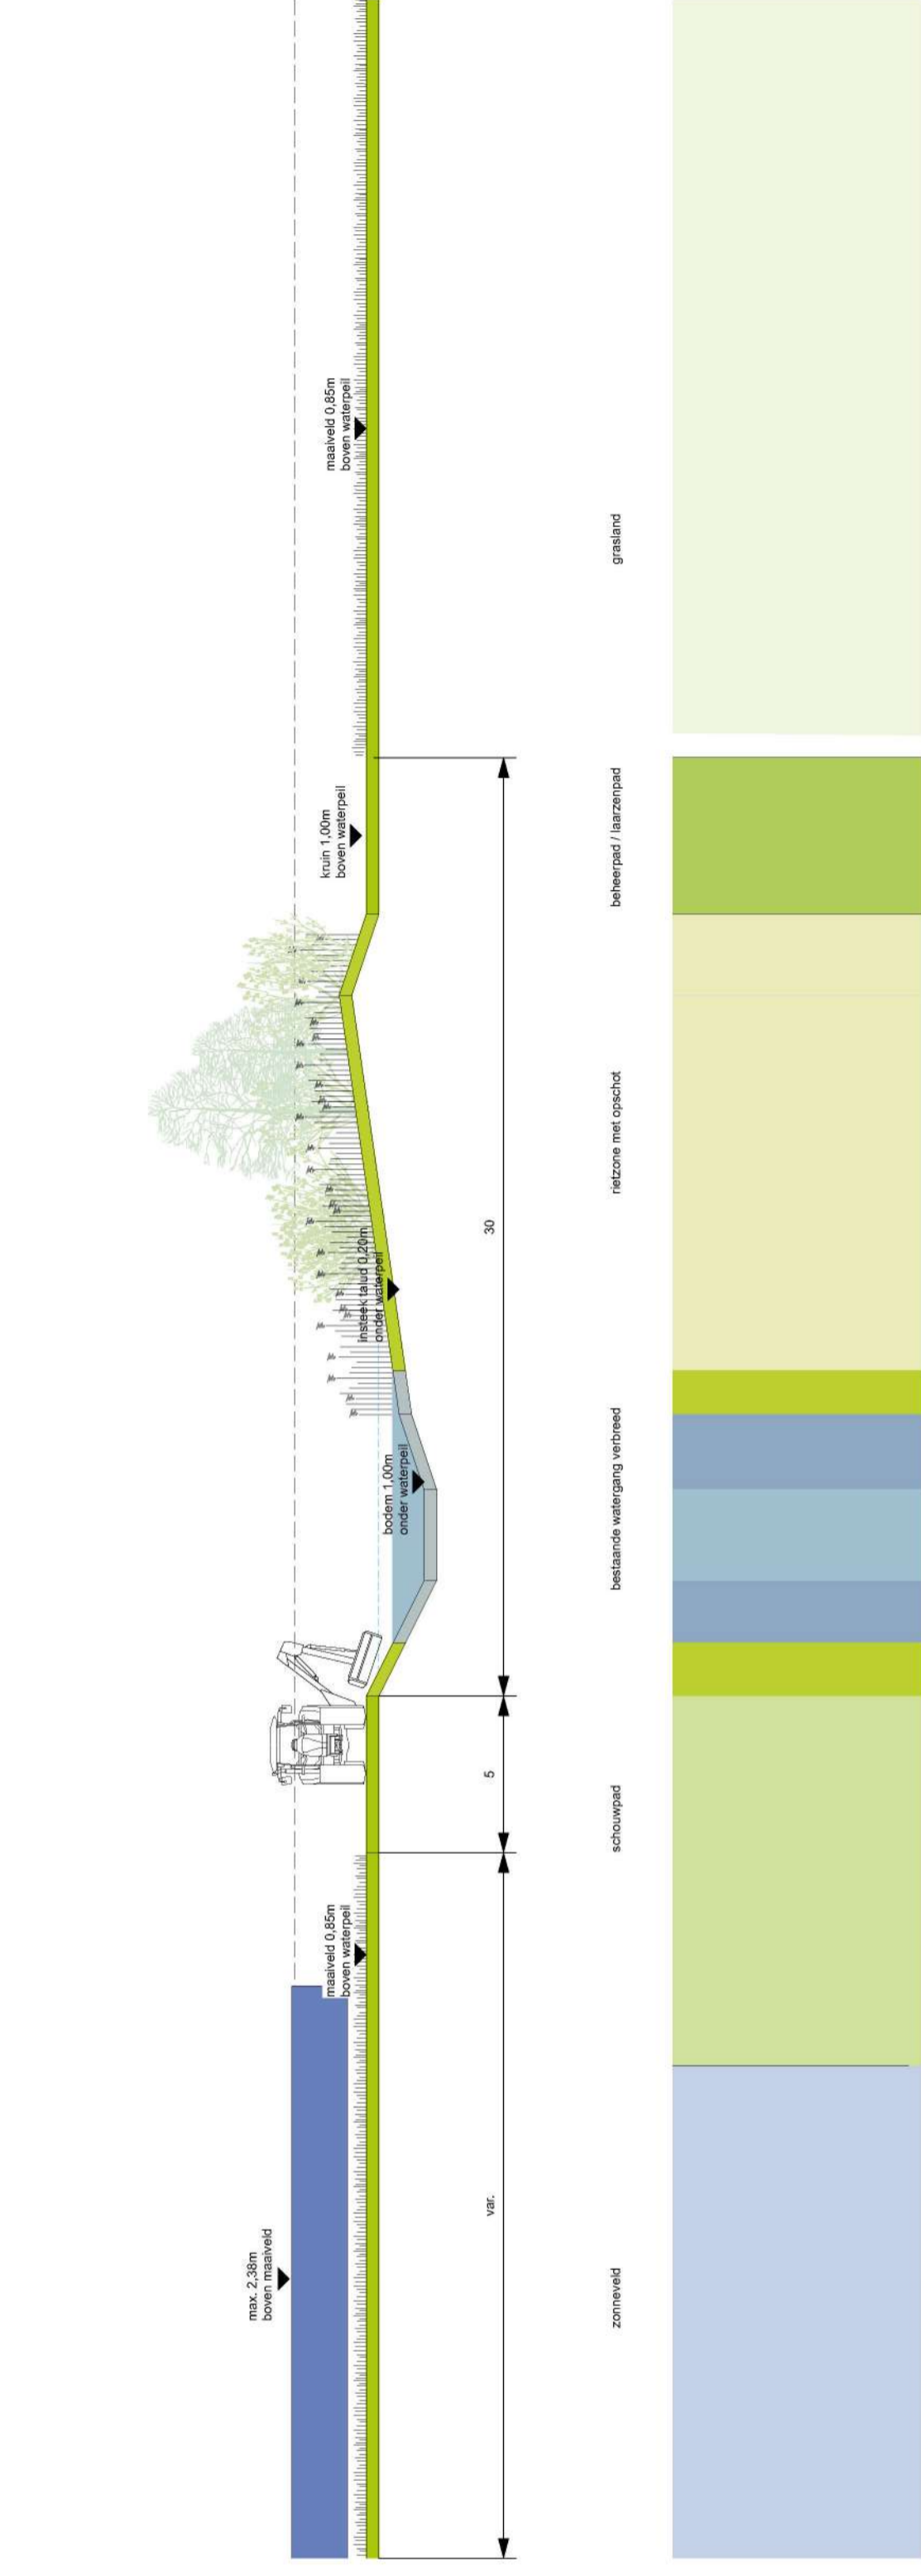 max. 2,38m
boven maaiveld
maaiveld 0,85m
boven waterpeil
bodem 1,00m
onder waterpeil
insteek talud 0,20m
onder waterpeil
kruin 1,00m
boven waterpeil
maaiveld 0,85m
boven waterpeil
var.
5
30
zonneveld
schouwpad
bestaande watergang verbreed
rietzone met opschot
beheerpad / laarzenpad
grasland